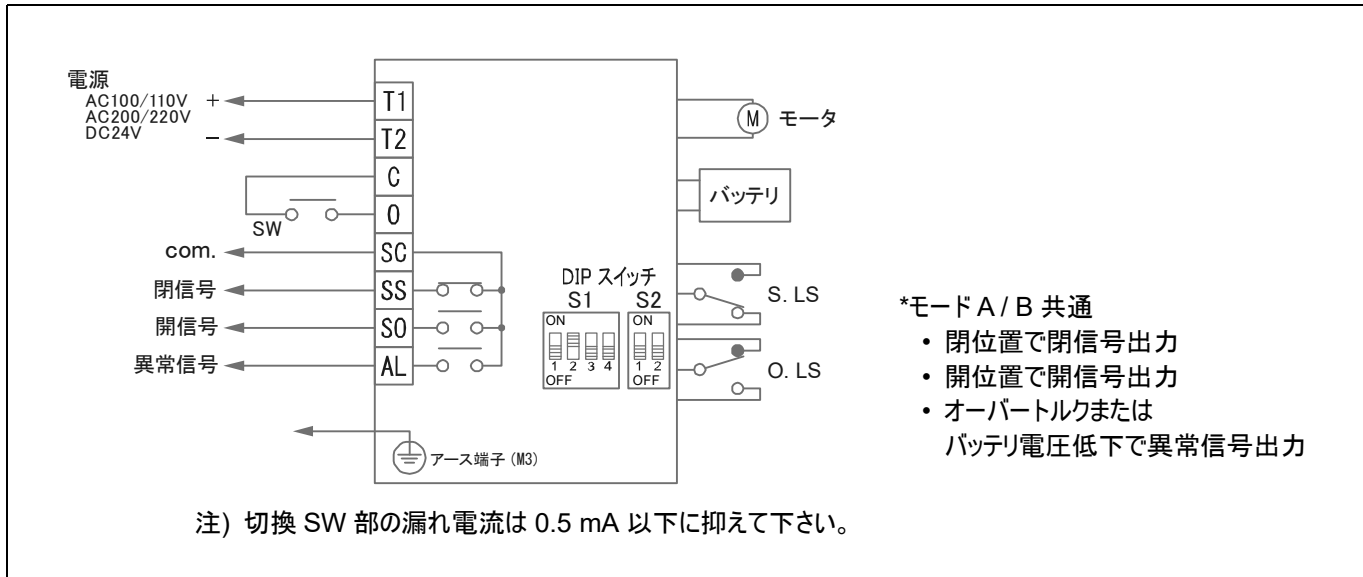 電源
AC100/110V
AC200/220V
DC24V
+
−
T1
T2
C
O
SC
SS
SO
AL
SW
com.
閉信号
開信号
異常信号
アース端子 (M3)
DIP スイッチ
S1
S2
ON
1 2 3 4
OFF
ON
1 2
OFF
M
モータ
バッテリ
S. LS
O. LS
*モード A / B 共通
• 閉位置で閉信号出力
• 開位置で開信号出力
• オーバートルクまたは
バッテリ電圧低下で異常信号出力
注) 切換 SW 部の漏れ電流は 0.5 mA 以下に抑えて下さい。